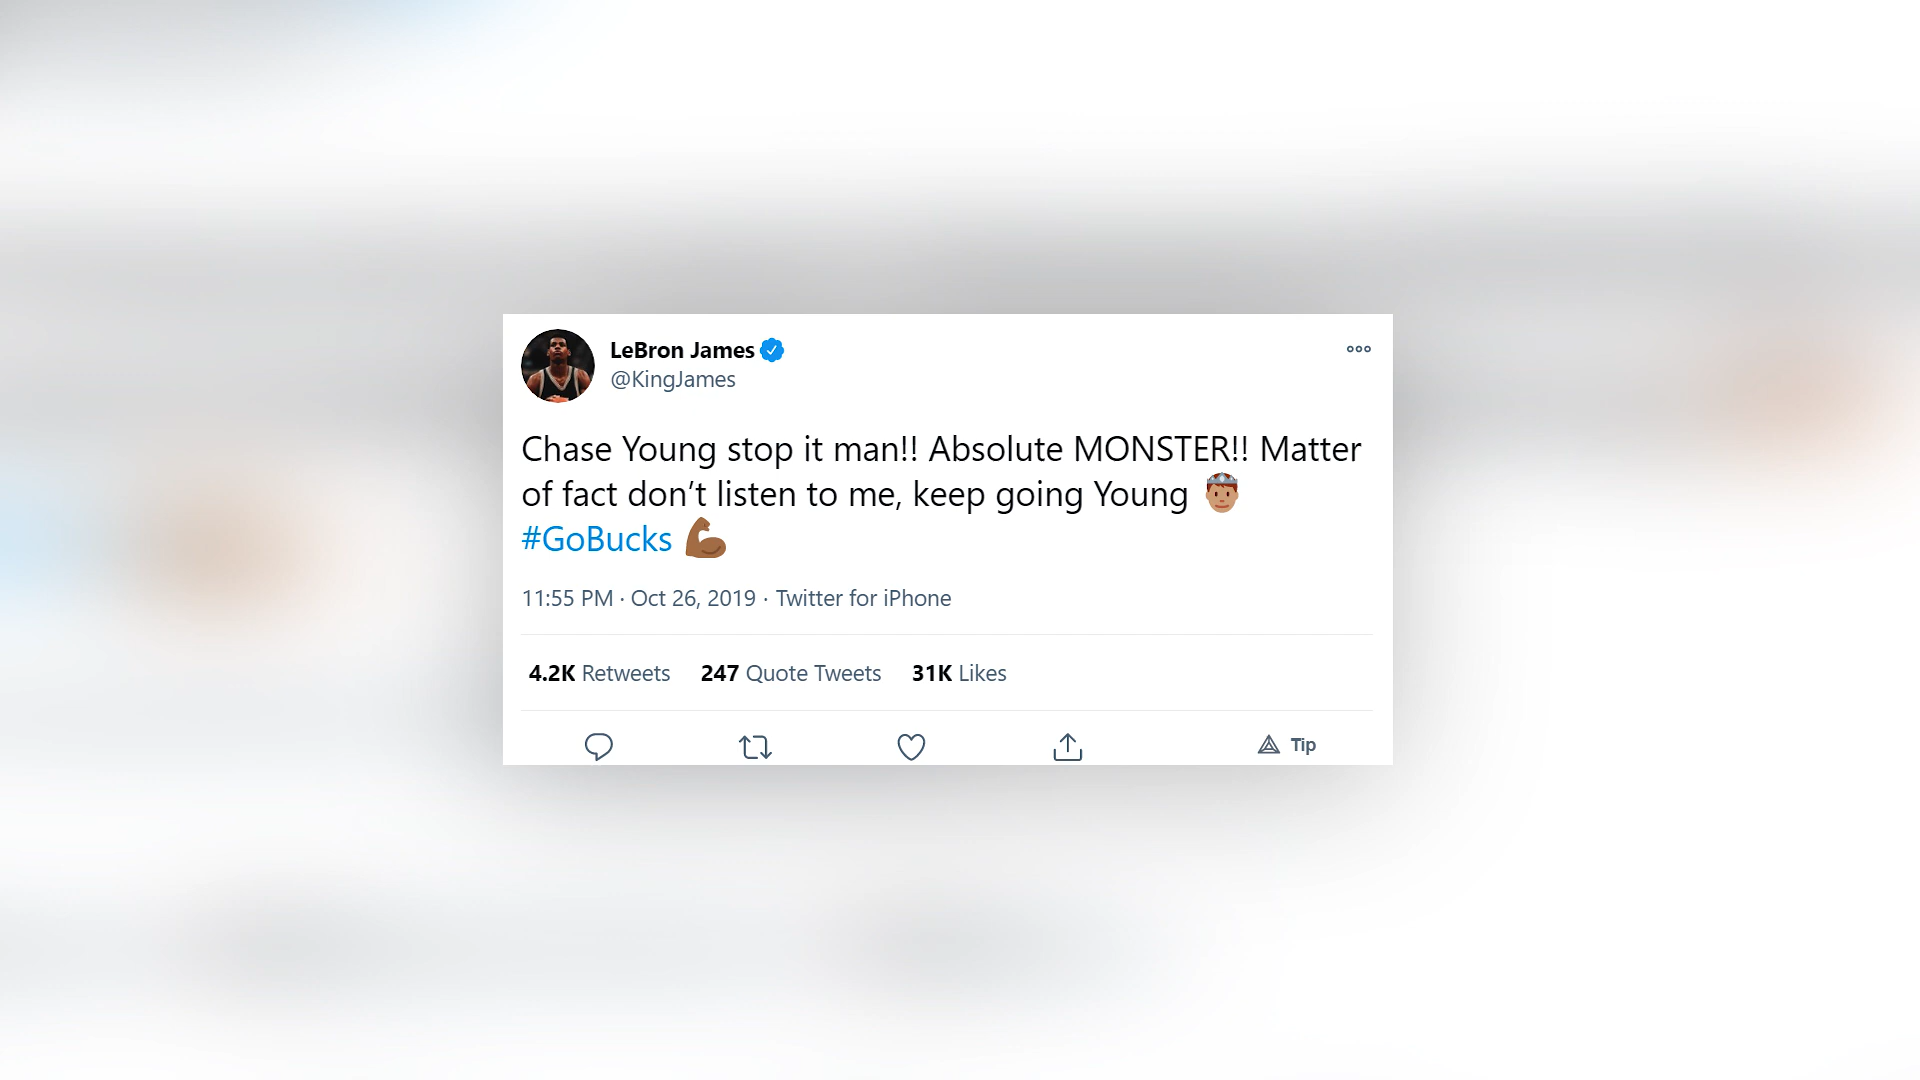 LeBron James
@KingJames
Chase Young stop it man!! Absolute MONSTER!! Matter
of fact don’t listen to me, keep going Young 🤴🏽
#GoBucks 💪🏾
11:55 PM · Oct 26, 2019 · Twitter for iPhone
4.2K Retweets 247 Quote Tweets 31K Likes
Tip